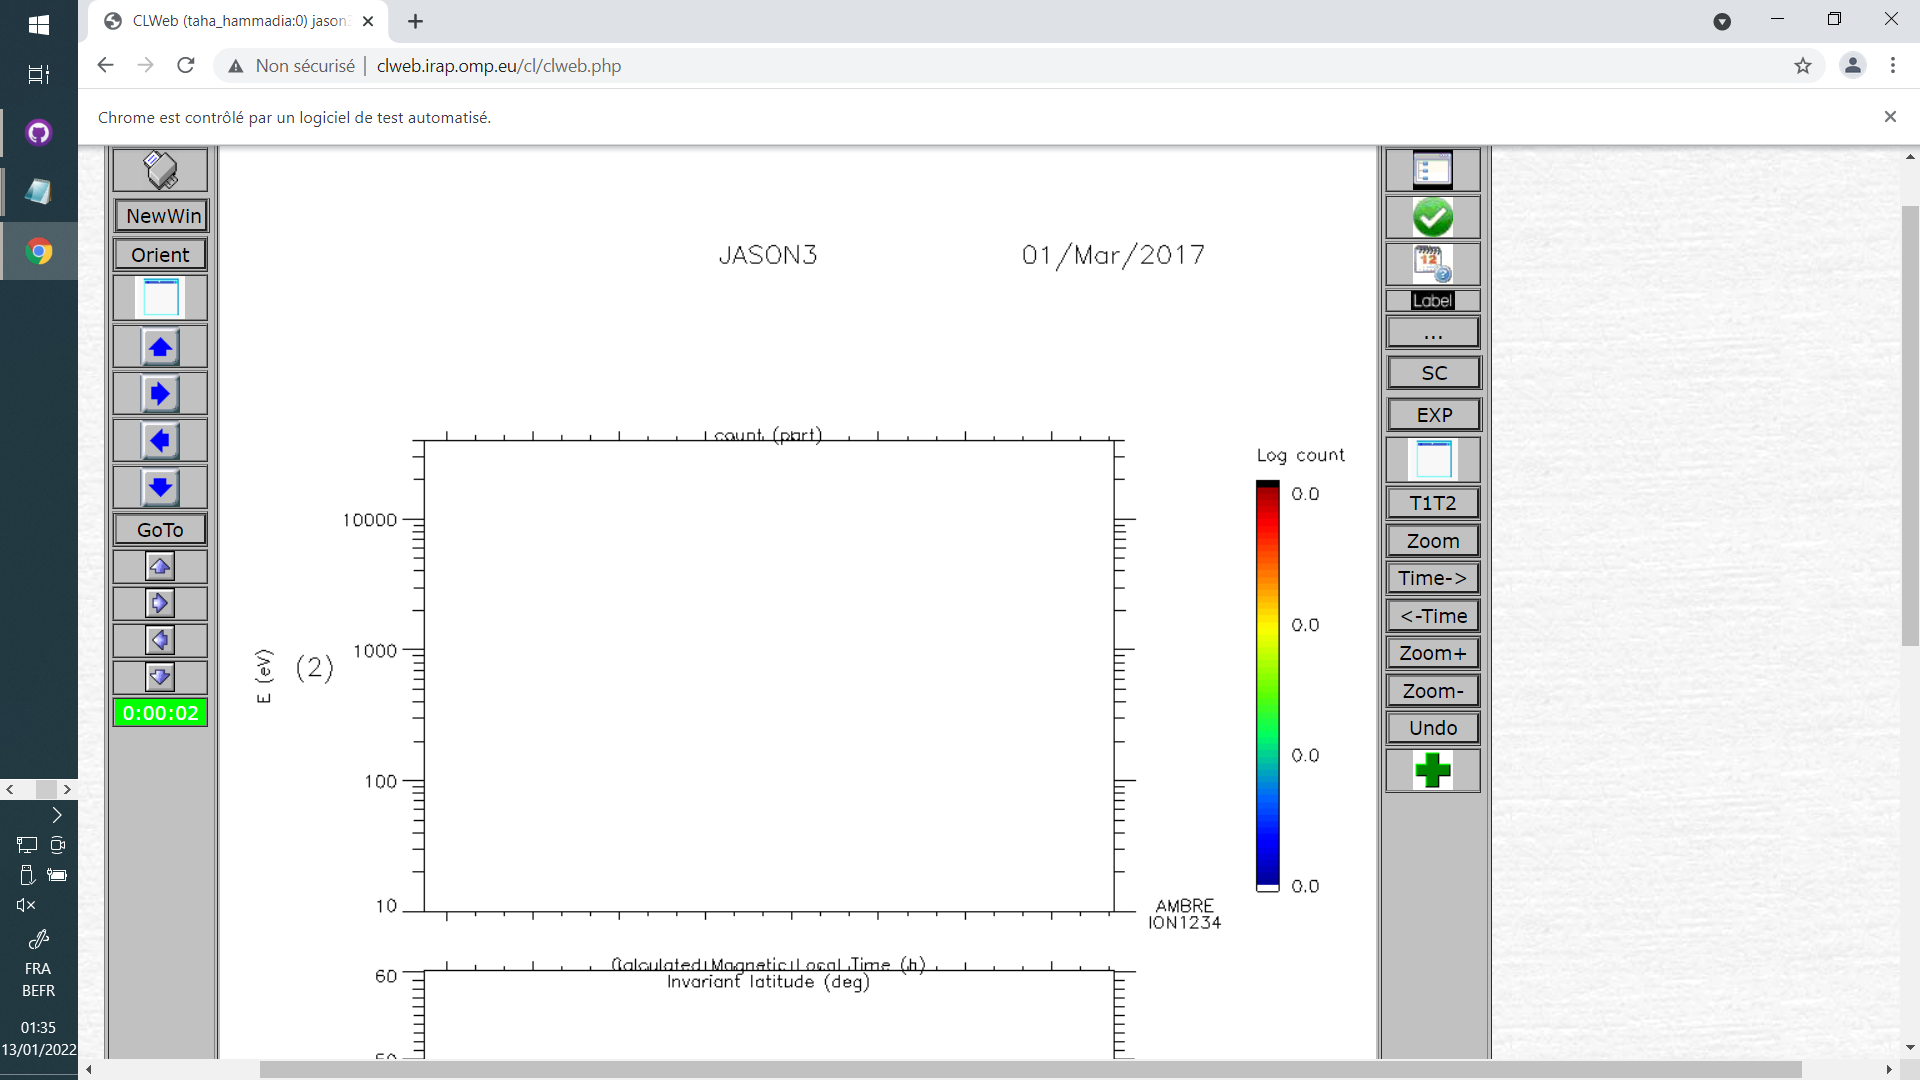 CLWeb (taha_hammadia:0) jason3
Non sécurisé | clweb.irap.omp.eu/cl/clweb.php
Chrome est contrôlé par un logiciel de test automatisé.
NewWin
Orient
GoTo
0:00:02
JASON3 01/Mar/2017
count (part)
10000
1000
100
10
E (eV)
(2)
Log count
0.0
0.0
0.0
0.0
AMBRE
ION1234
Calculated Magnetic Local Time (h)
Invariant latitude (deg)
60
50
12
Label
...
SC
EXP
T1T2
Zoom
Time->
<-Time
Zoom+
Zoom-
Undo
FRA
BEFR
01:35
13/01/2022